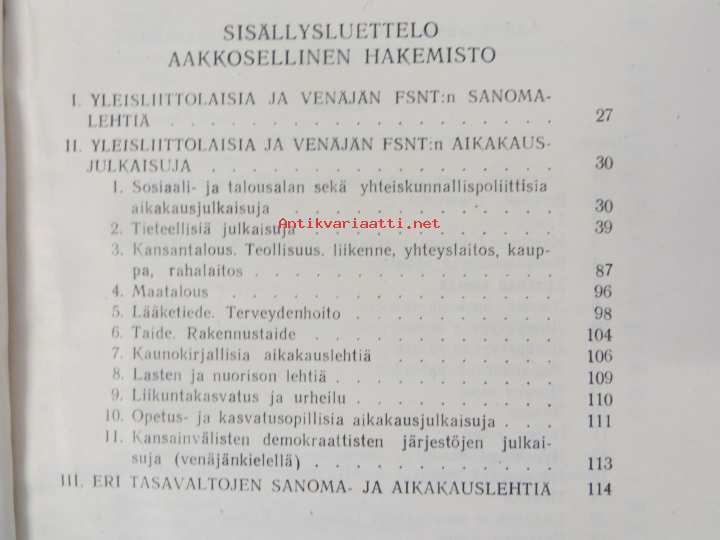 SISÄLLYSLUETTELO
AAKKOSELLINEN HAKEMISTO
I. YLEISLIITTOLAISIA JA VENÄJÄN FSNT:n SANOMA-
LEHTIÄ . . . . . . . . . . . . . . . 27
II. YLEISLIITTOLAISIA JA VENÄJÄN FSNT:n AIKAKAUS-
JULKAISUJA . . . . . . . . . . . . . 30
1. Sosiaali- ja talousalan sekä yhteiskunnallispoliittisia
aikakausjulkaisuja . . . . . . . . . . 30
Antikvariaatti.net
2. Tieteellisiä julkaisuja . . . . . . . . . 39
3. Kansantalous. Teollisuus. liikenne, yhteyslaitos, kaup-
pa, rahalaitos . . . . . . . . . . . . 87
4. Maatalous . . . . . . . . . . . . . 96
5. Lääketiede. Terveydenhoito . . . . . . . . 98
6. Taide. Rakennustaide . . . . . . . . . . 104
7. Kaunokirjallisia aikakauslehtiä . . . . . . . 106
8. Lasten ja nuorison lehtiä . . . . . . . . . 109
9. Liikuntakasvatus ja urheilu . . . . . . . . 110
10. Opetus- ja kasvatusopillisia aikakausjulkaisuja . . . 111
11. Kansainvälisten demokraattisten järjestöjen julkai-
suja (venäjänkielellä) . . . . . . . . . . 113
III. ERI TASAVALTOJEN SANOMA- JA AIKAKAUSLEHTIÄ 114